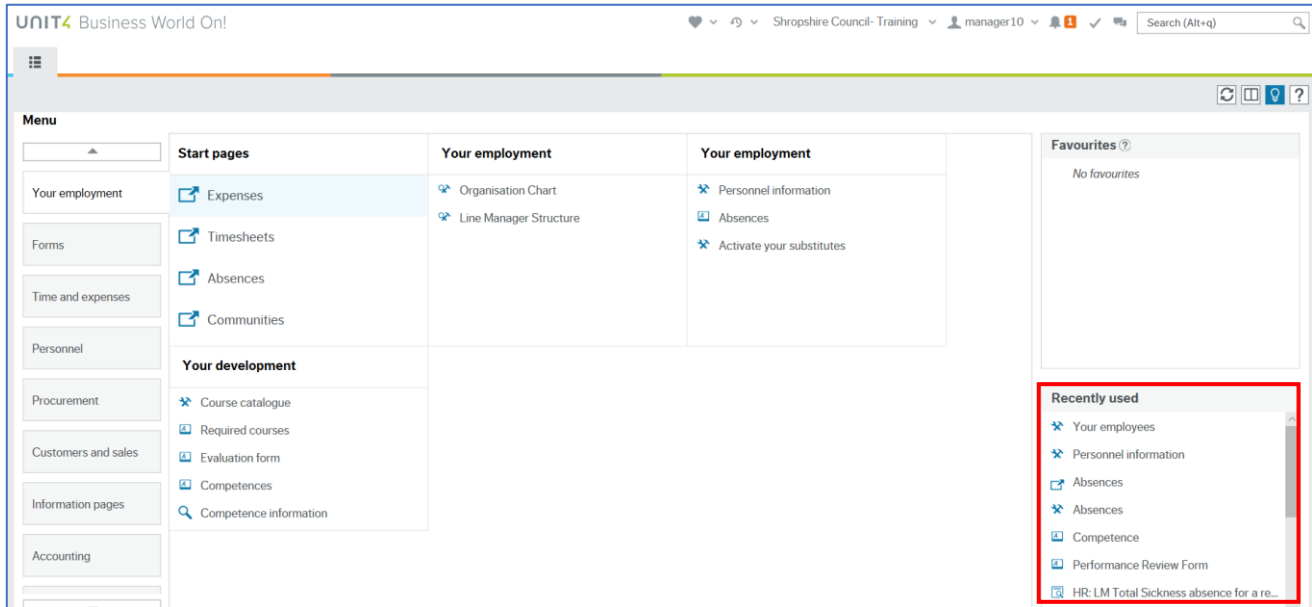 UNIT4 Business World On!
Shropshire Council- Training
manager10
1
Search (Alt+q)
?
Menu
Your employment
Forms
Time and expenses
Personnel
Procurement
Customers and sales
Information pages
Accounting
Start pages
Expenses
Timesheets
Absences
Communities
Your employment
Organisation Chart
Line Manager Structure
Your employment
Personnel information
Absences
Activate your substitutes
Your development
Course catalogue
Required courses
Evaluation form
Competences
Competence information
Favourites ?
No favourites
Recently used
Your employees
Personnel information
Absences
Absences
Competence
Performance Review Form
HR: LM Total Sickness absence for a re...